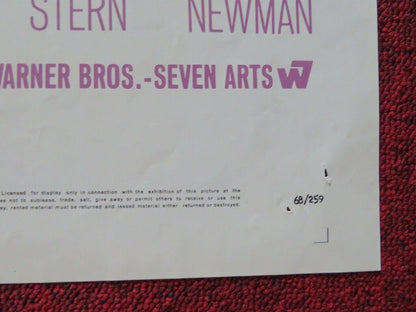 STERN NEWMAN
WARNER BROS.-SEVEN ARTS W7
Licensed for display only in connection with the exhibition of this picture at the
not to sublease, trade, sell, give away or permit others to receive or use this
rented material must be returned and leased material either returned or destroyed.
68/259